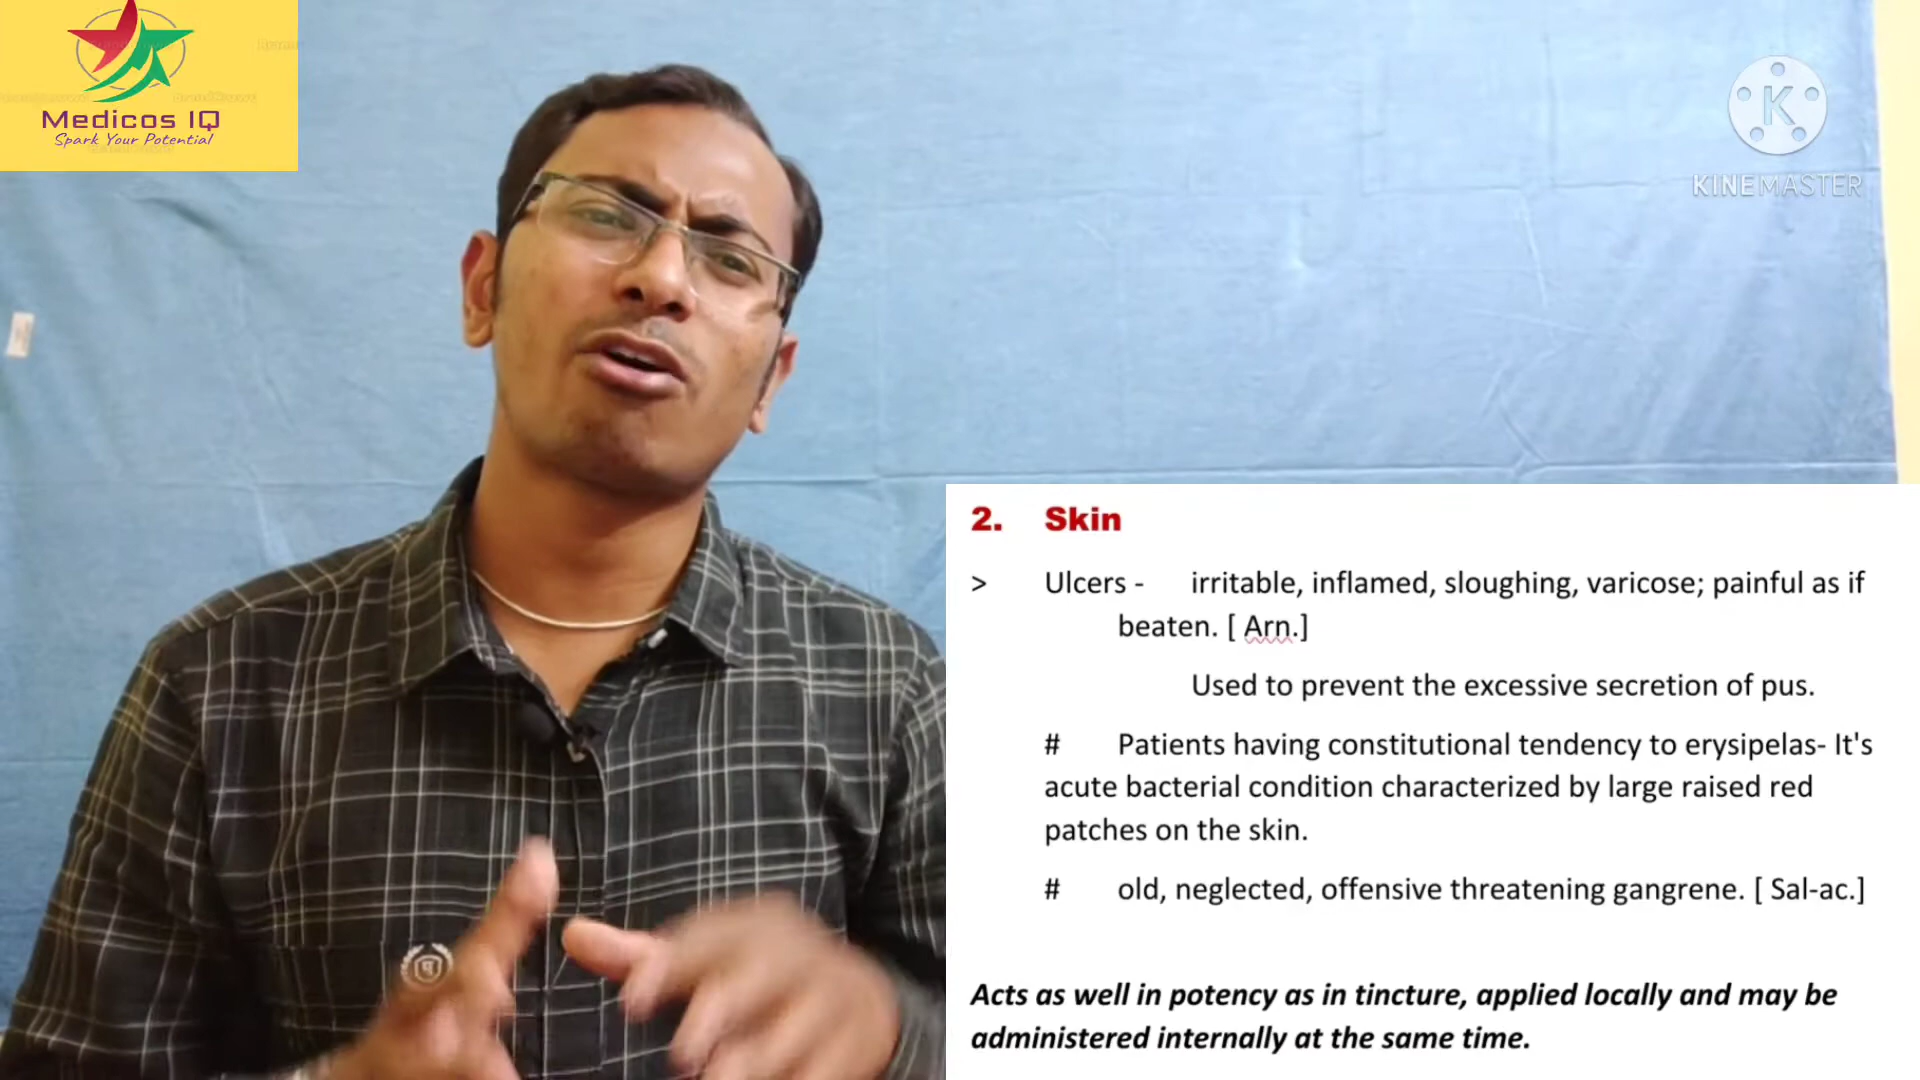 Medicos IQ
Spark Your Potential
K
KINEMASTER
2. Skin
> Ulcers - irritable, inflamed, sloughing, varicose; painful as if
beaten. [ Arn.]
Used to prevent the excessive secretion of pus.
# Patients having constitutional tendency to erysipelas- It's
acute bacterial condition characterized by large raised red
patches on the skin.
# old, neglected, offensive threatening gangrene. [ Sal-ac.]
Acts as well in potency as in tincture, applied locally and may be
administered internally at the same time.